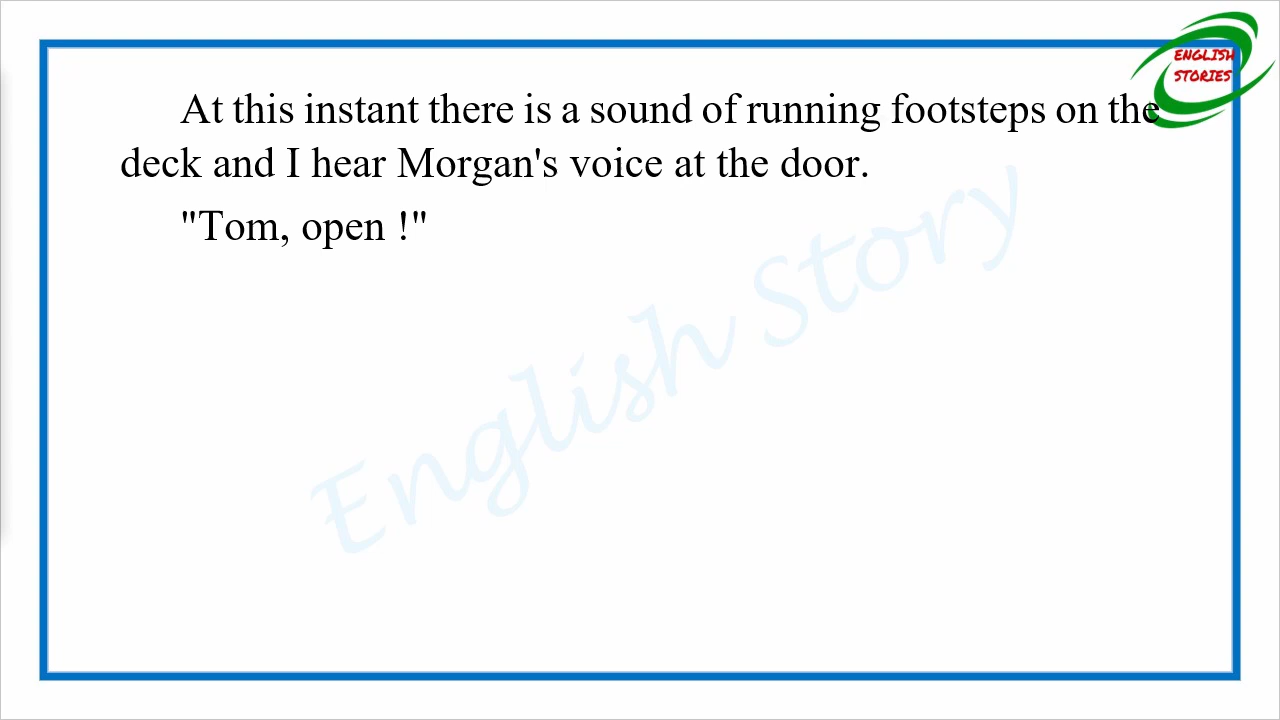 ENGLISH
STORIES
At this instant there is a sound of running footsteps on the
deck and I hear Morgan's voice at the door.
"Tom, open !"
English Story